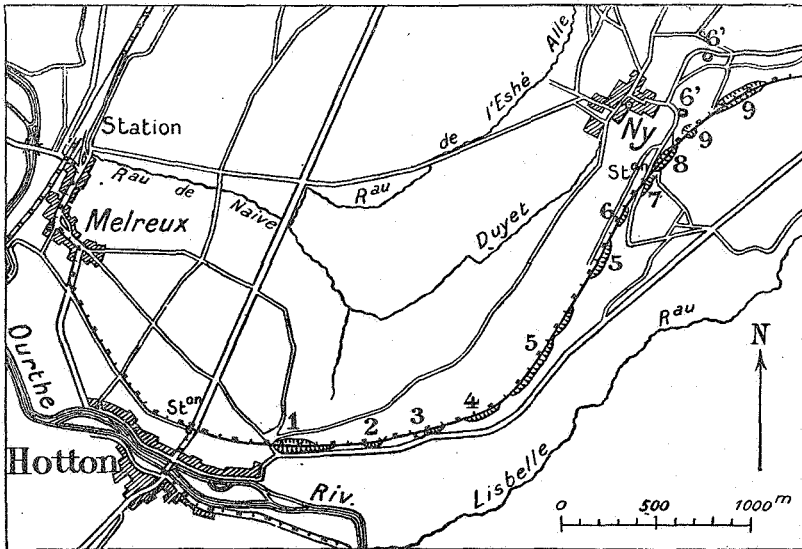 6'
Alle
l'Eshé
de
Rau
6'
9
Ny
9
Station
8
Ston
7
Rau
de
Naive
Melreux
Duyet
6
5
Rau
N
5
Ourthe
Ston
4
1
2
3
Hotton
Lisbelle
Riv.
0 500 1000m